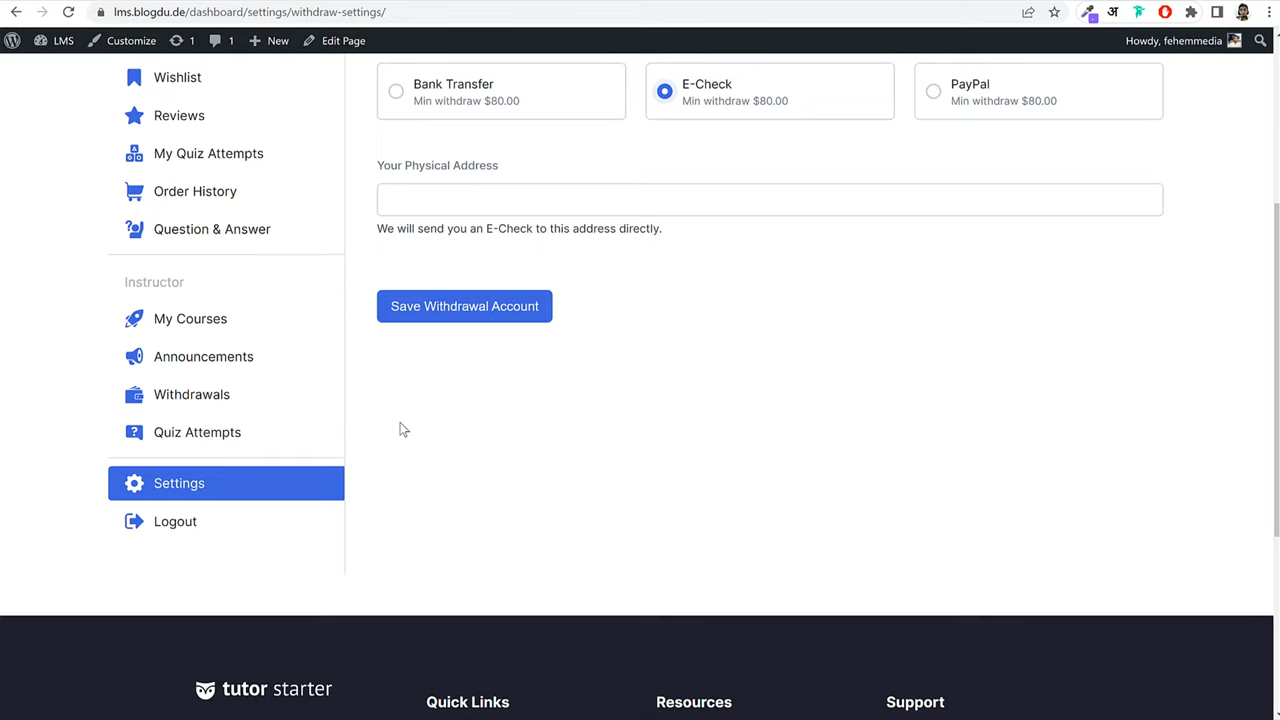 lms.blogdu.de/dashboard/settings/withdraw-settings/
अ
LMS
Customize
1
1
New
Edit Page
Howdy, fehemmedia
Wishlist
Reviews
My Quiz Attempts
Order History
Question & Answer
Instructor
My Courses
Announcements
Withdrawals
Quiz Attempts
Settings
Logout
Bank Transfer
Min withdraw $80.00
E-Check
Min withdraw $80.00
PayPal
Min withdraw $80.00
Your Physical Address
We will send you an E-Check to this address directly.
Save Withdrawal Account
tutor starter
Quick Links
Resources
Support